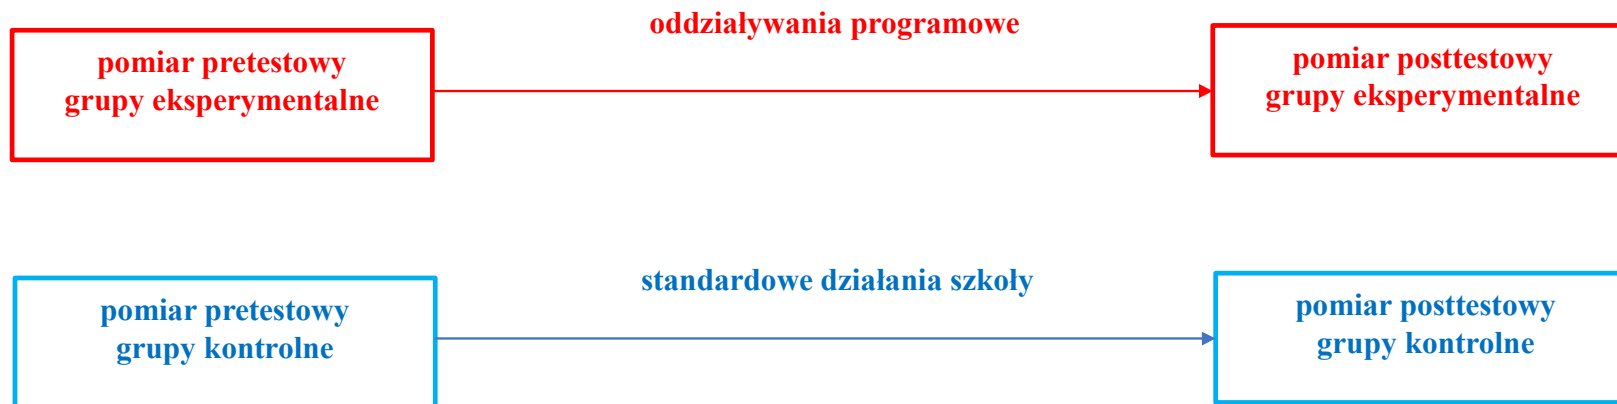 oddziaływania programowe
pomiar pretestowy
grupy eksperymentalne
pomiar posttestowy
grupy eksperymentalne
standardowe działania szkoły
pomiar pretestowy
grupy kontrolne
pomiar posttestowy
grupy kontrolne